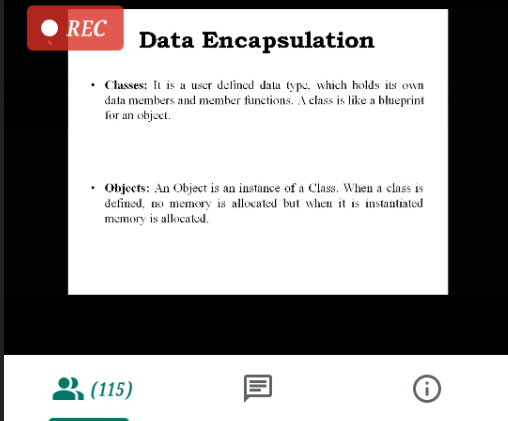 REC
Data Encapsulation
• Classes: It is a user defined data type, which holds its own
data members and member functions. A class is like a blueprint
for an object.
• Objects: An Object is an instance of a Class. When a class is
defined, no memory is allocated but when it is instantiated
memory is allocated.
(115)